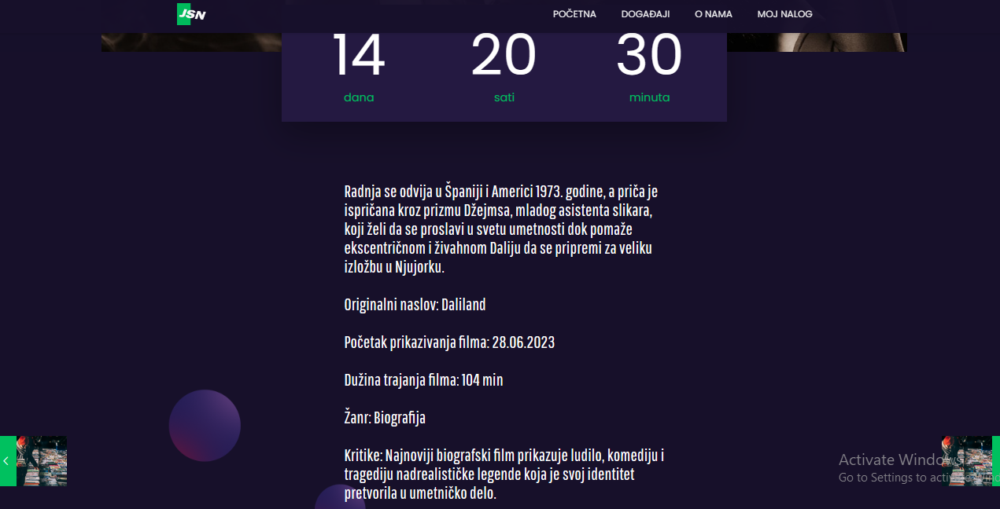 JSN
POČETNA
DOGAĐAJI
O NAMA
MOJ NALOG
14
20
30
dana
sati
minuta
Radnja se odvija u Španiji i Americi 1973. godine, a priča je
ispričana kroz prizmu Džejmsa, mladog asistenta slikara,
koji želi da se proslavi u svetu umetnosti dok pomaže
ekscentričnom i živahnom Daliju da se pripremi za veliku
izložbu u Njujorku.
Originalni naslov: Daliland
Početak prikazivanja filma: 28.06.2023
Dužina trajanja filma: 104 min
Žanr: Biografija
Kritike: Najnoviji biografski film prikazuje ludilo, komediju i
tragediju nadrealističke legende koja je svoj identitet
pretvorila u umetničko delo.
Activate Windows
Go to Settings to activate